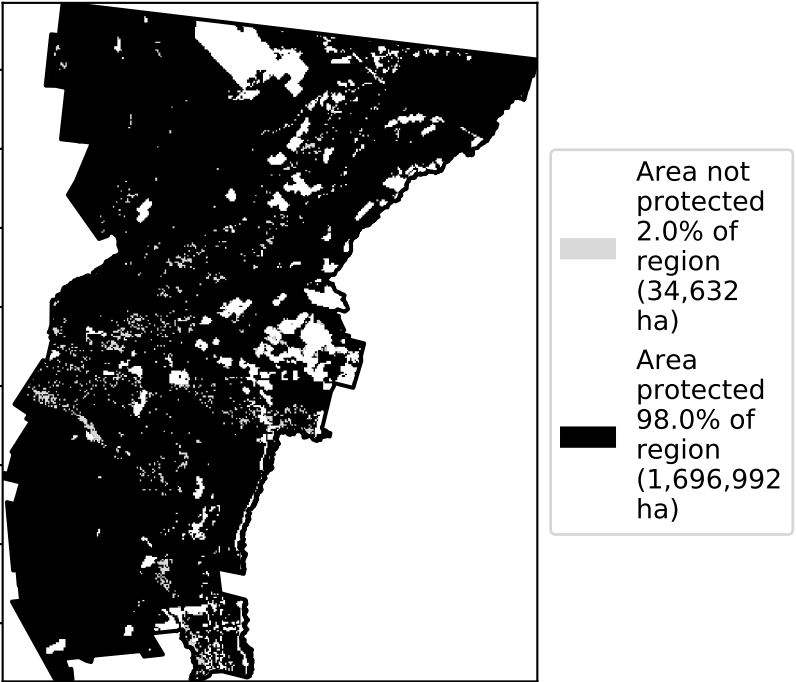 Area not
protected
2.0% of
region
(34,632
ha)
Area
protected
98.0% of
region
(1,696,992
ha)